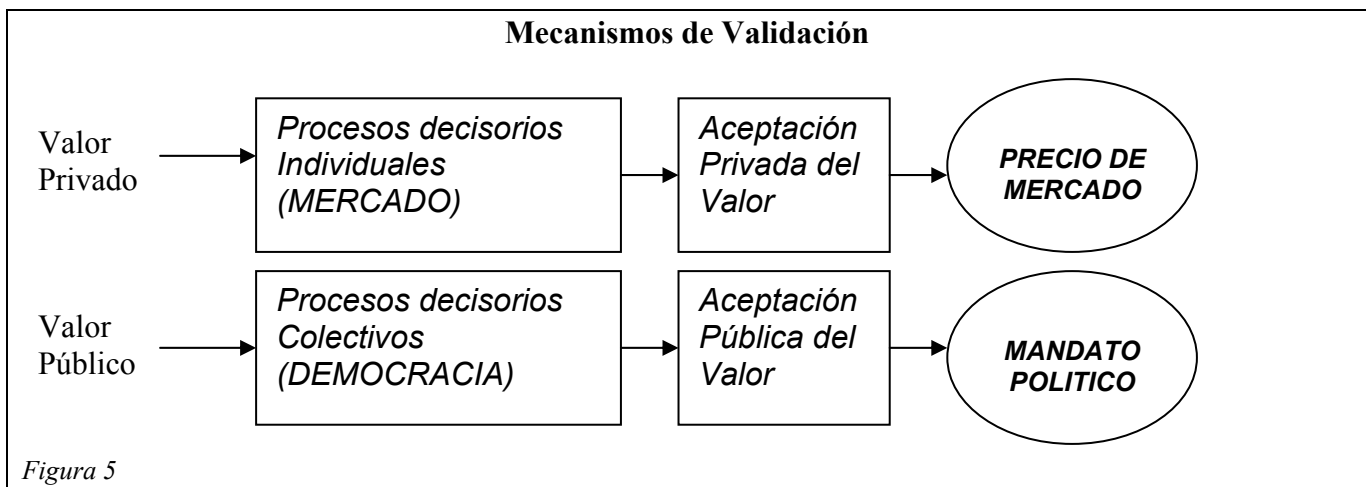 Mecanismos de Validación
Valor
Privado
Procesos decisorios
Individuales
(MERCADO)
Aceptación
Privada del
Valor
PRECIO DE
MERCADO
Valor
Público
Procesos decisorios
Colectivos
(DEMOCRACIA)
Aceptación
Pública del
Valor
MANDATO
POLITICO
Figura 5